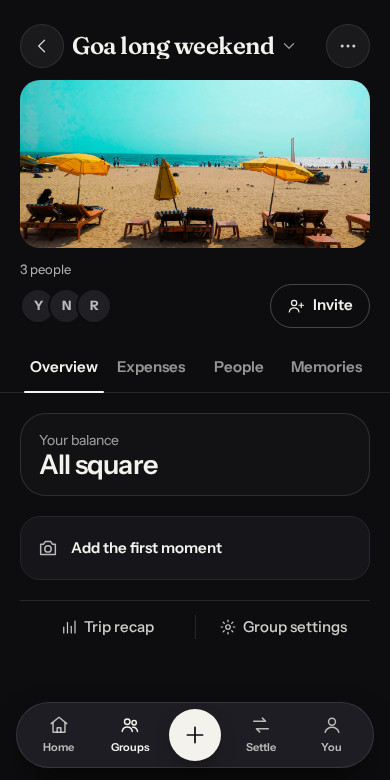 Goa long weekend
3 people
Y N R
Invite
Overview Expenses People Memories
Your balance
All square
Add the first moment
Trip recap Group settings
Home Groups Settle You